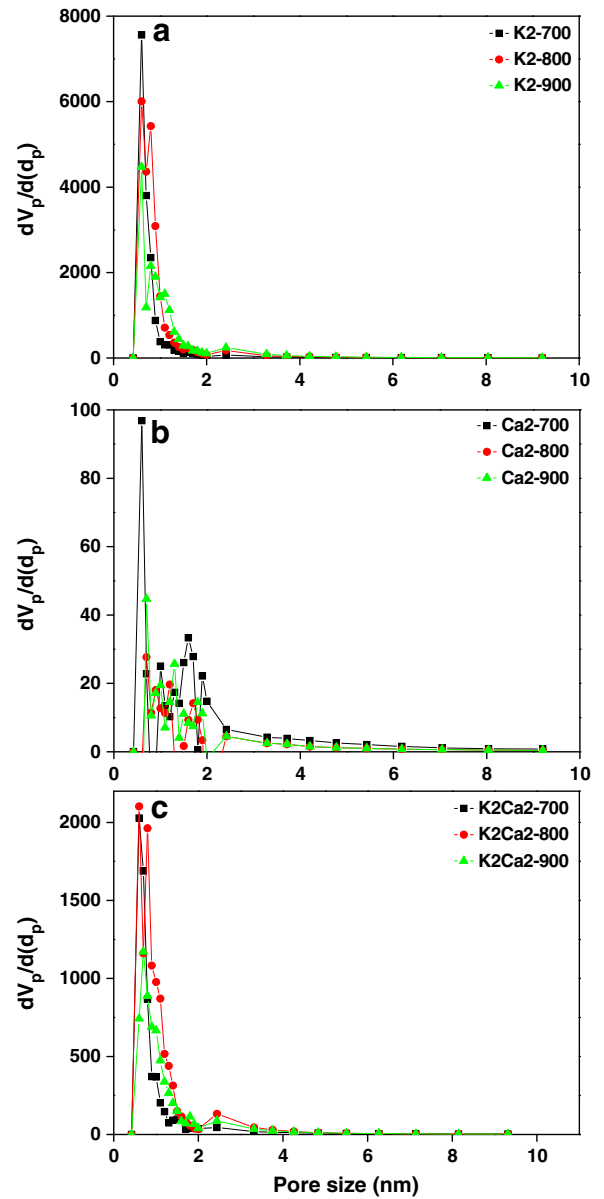 a
K2-700
K2-800
K2-900
8000
6000
4000
2000
0
dVp/d(dp)
0 2 4 6 8 10
b
Ca2-700
Ca2-800
Ca2-900
100
80
60
40
20
0
dVp/d(dp)
0 2 4 6 8 10
c
K2Ca2-700
K2Ca2-800
K2Ca2-900
2000
1500
1000
500
0
dVp/d(dp)
0 2 4 6 8 10
Pore size (nm)